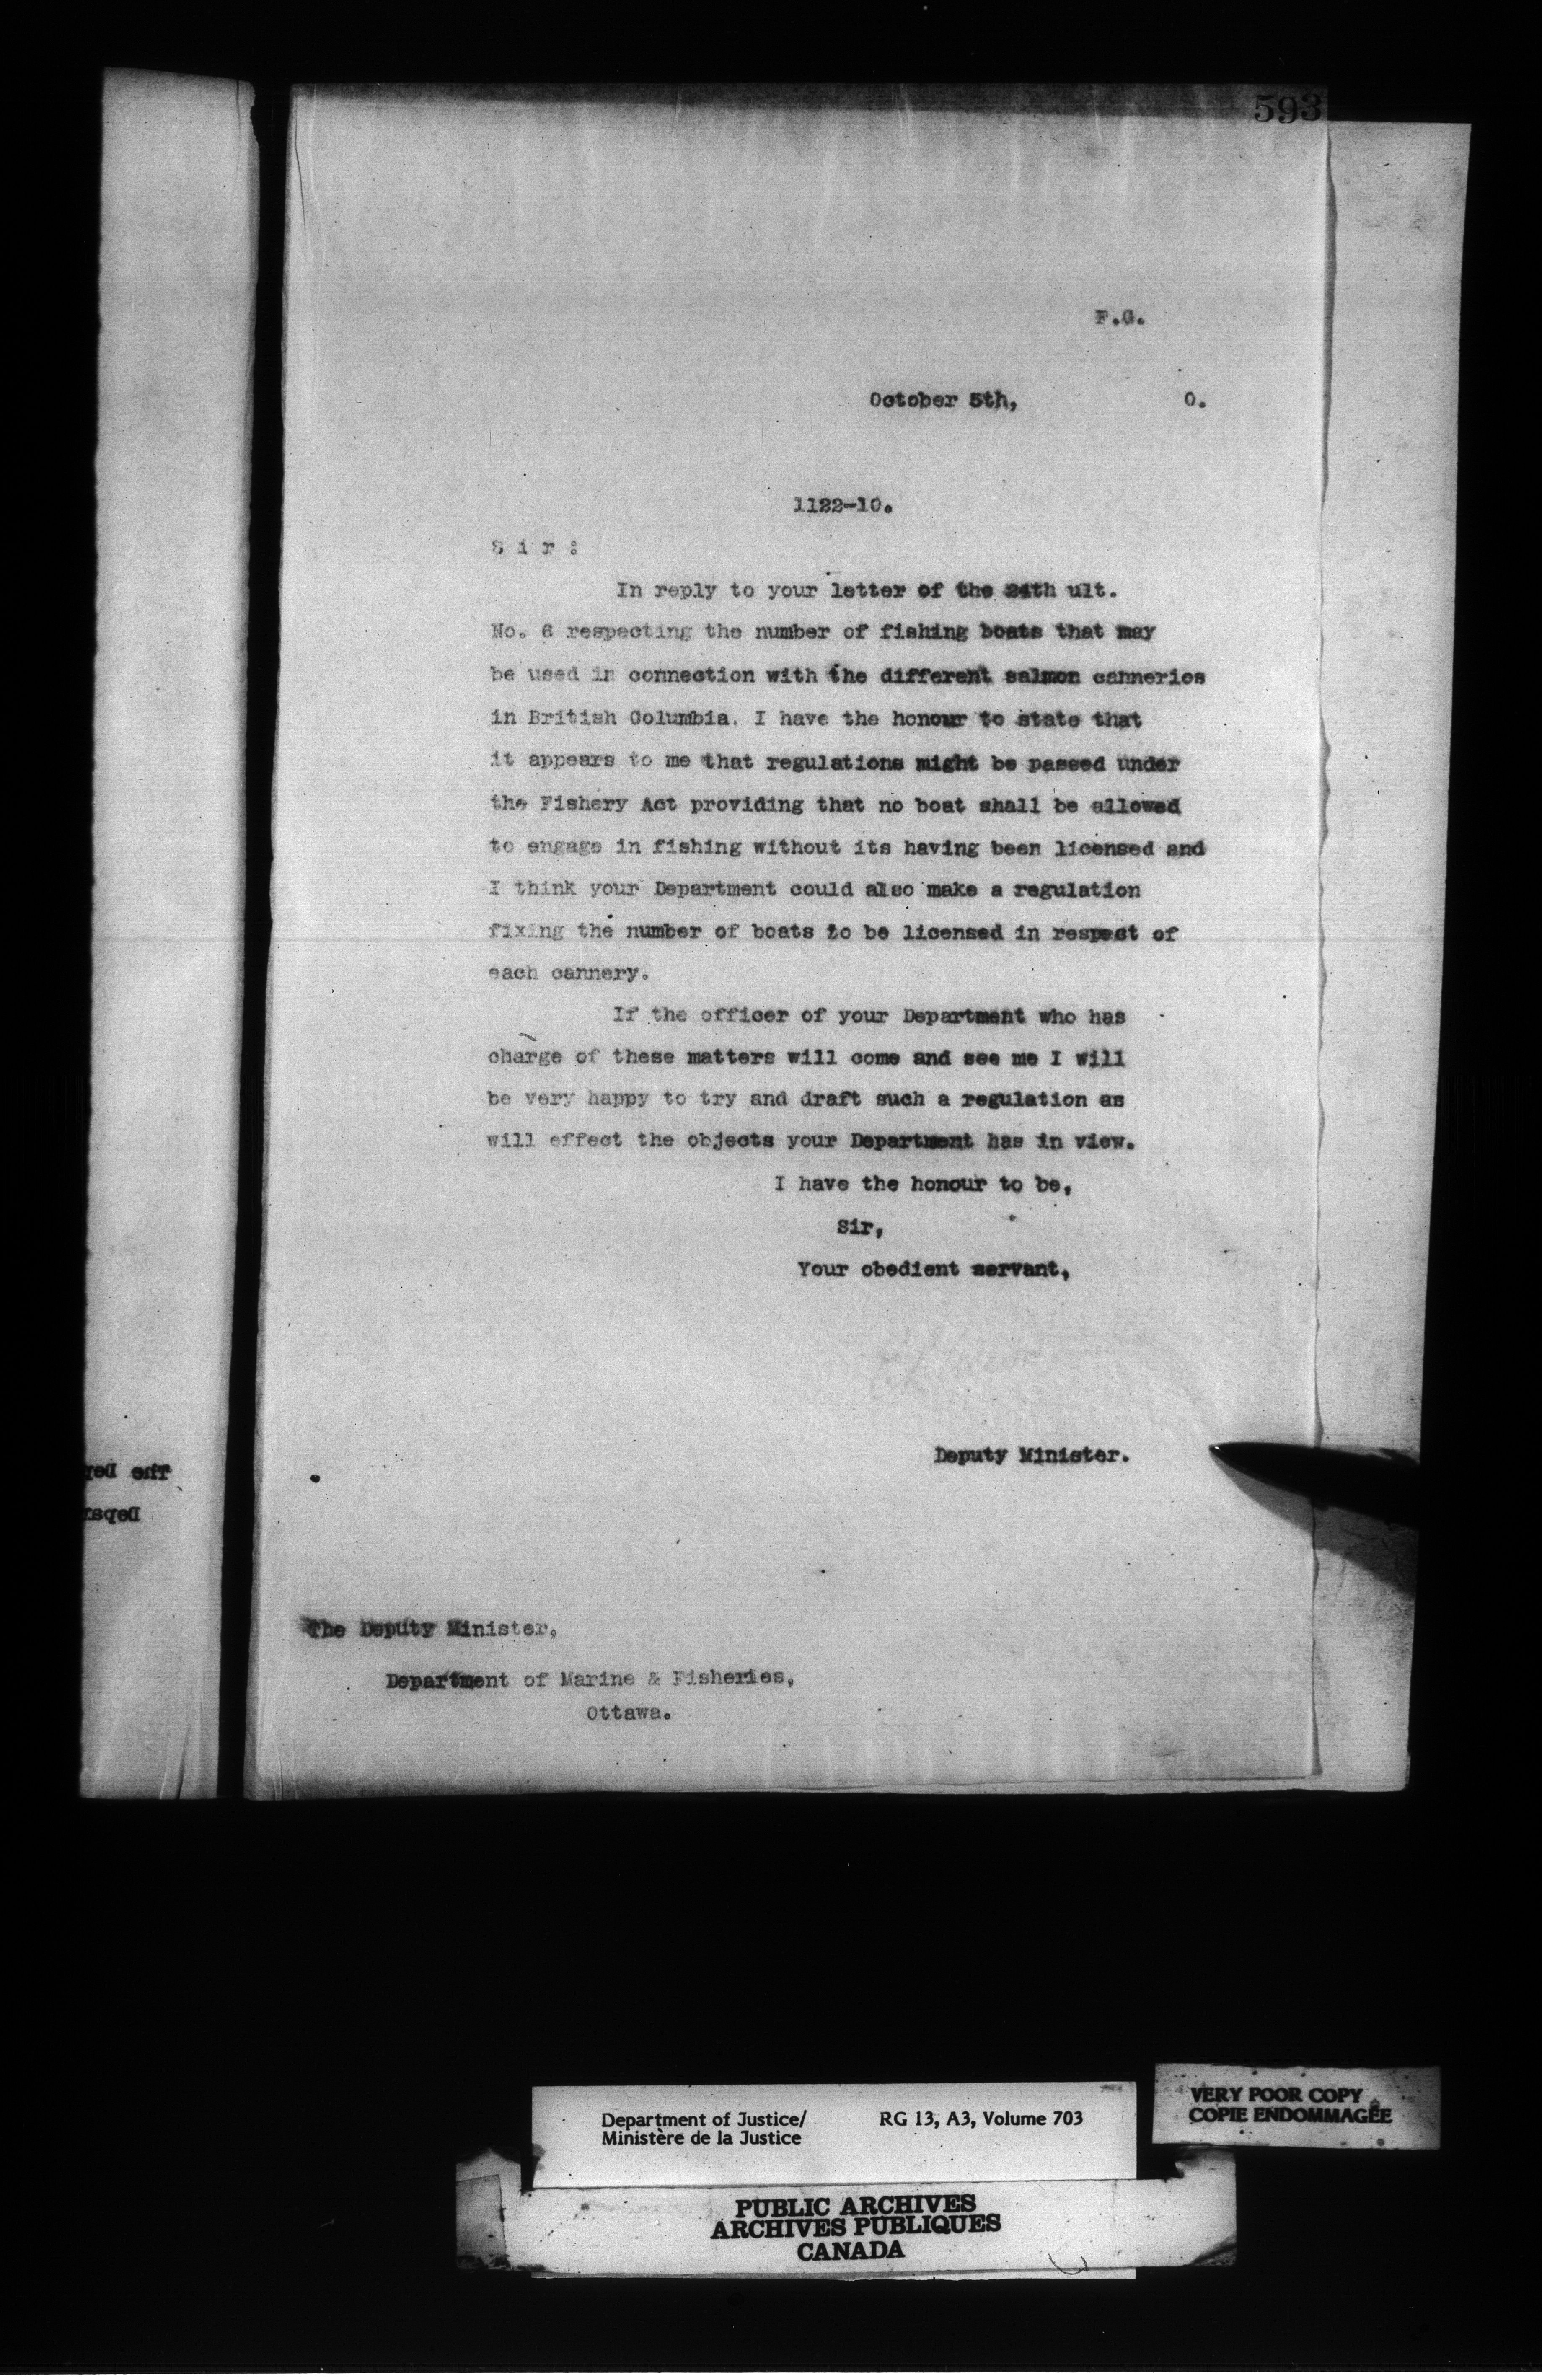 593
F.G.
October 5th, 0.
1122-10.
S i r :
In reply to your letter of the 24th ult.
No. 6 respecting the number of fishing boats that may
be used in connection with the different salmon canneries
in British Columbia, I have the honour to state that
it appears to me that regulations might be passed under
the Fishery Act providing that no boat shall be allowed
to engage in fishing without its having been licensed and
I think your Department could also make a regulation
fixing the number of boats to be licensed in respect of
each cannery.
If the officer of your Department who has
charge of these matters will come and see me I will
be very happy to try and draft such a regulation as
will effect the objects your Department has in view.
I have the honour to be,
Sir,
Your obedient servant,
Deputy Minister.
The Deputy Minister,
Department of Marine & Fisheries,
Ottawa.
Department of Justice/ RG 13, A3, Volume 703
Ministère de la Justice
VERY POOR COPY
COPIE ENDOMMAGÉE
PUBLIC ARCHIVES
ARCHIVES PUBLIQUES
CANADA